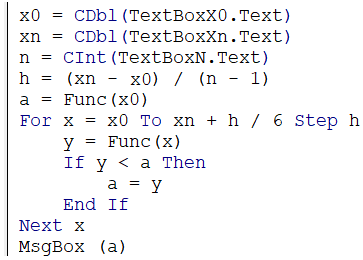 x0 = CDbl(TextBoxX0.Text)
xn = CDbl(TextBoxXn.Text)
n = CInt(TextBoxN.Text)
h = (xn - x0) / (n - 1)
a = Func(x0)
For x = x0 To xn + h / 6 Step h
    y = Func(x)
    If y < a Then
        a = y
    End If
Next x
MsgBox (a)